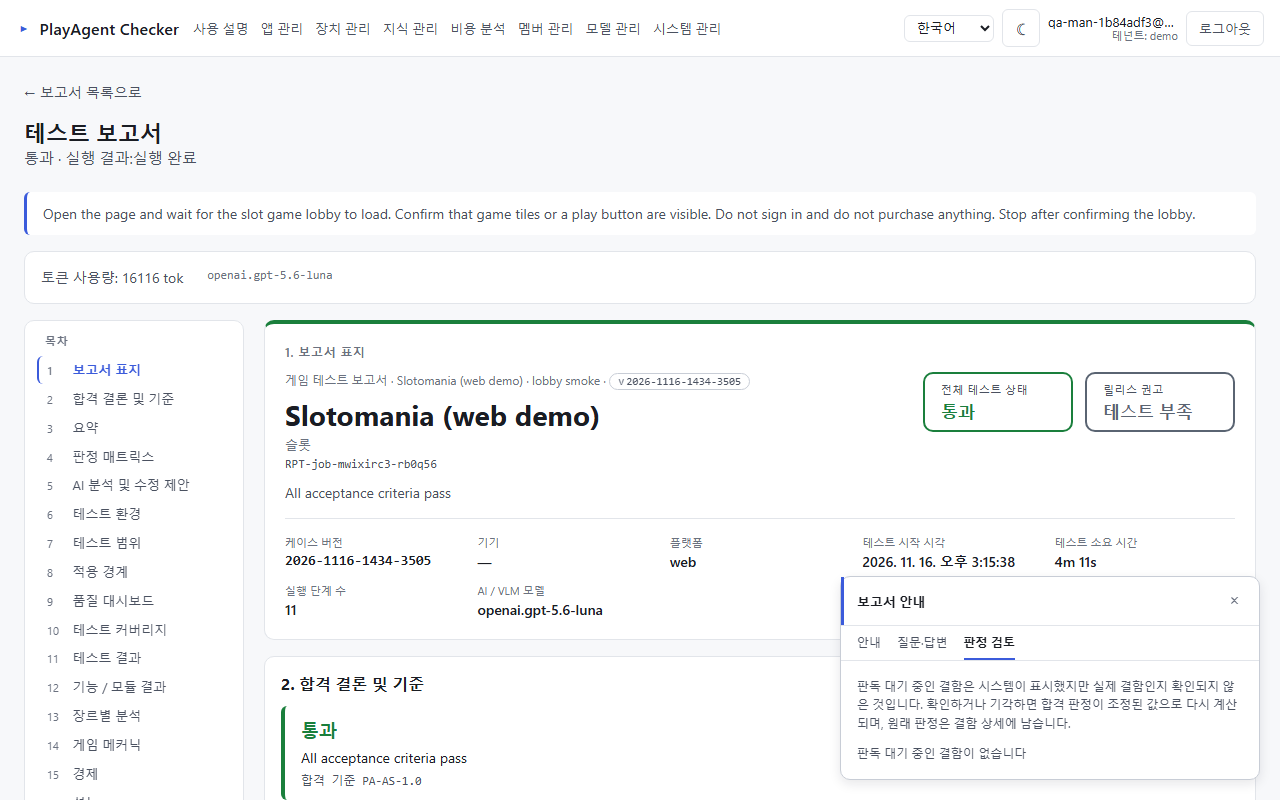 PlayAgent Checker 사용 설명 앱 관리 장치 관리 지식 관리 비용 분석 멤버 관리 모델 관리 시스템 관리 한국어 qa-man-1b84adf3@... 로그아웃
테넌트: demo
← 보고서 목록으로
테스트 보고서
통과 · 실행 결과:실행 완료
Open the page and wait for the slot game lobby to load. Confirm that game tiles or a play button are visible. Do not sign in and do not purchase anything. Stop after confirming the lobby.
토큰 사용량: 16116 tok openai.gpt-5.6-luna
목차
1 보고서 표지
2 합격 결론 및 기준
3 요약
4 판정 매트릭스
5 AI 분석 및 수정 제안
6 테스트 환경
7 테스트 범위
8 적용 경계
9 품질 대시보드
10 테스트 커버리지
11 테스트 결과
12 기능 / 모듈 결과
13 장르별 분석
14 게임 메커닉
15 경제
1. 보고서 표지
게임 테스트 보고서 · Slotomania (web demo) · lobby smoke · v 2026-1116-1434-3505
Slotomania (web demo)
슬롯
RPT-job-mwixirc3-rb0q56
All acceptance criteria pass
전체 테스트 상태
통과
릴리스 권고
테스트 부족
케이스 버전
2026-1116-1434-3505
기기
—
플랫폼
web
테스트 시작 시각
2026. 11. 16. 오후 3:15:38
테스트 소요 시간
4m 11s
실행 단계 수
11
AI / VLM 모델
openai.gpt-5.6-luna
2. 합격 결론 및 기준
통과
All acceptance criteria pass
합격 기준 PA-AS-1.0
보고서 안내 ×
안내 질문·답변 판정 검토
판독 대기 중인 결함은 시스템이 표시했지만 실제 결함인지 확인되지 않
은 것입니다. 확인하거나 기각하면 합격 판정이 조정된 값으로 다시 계산
되며, 원래 판정은 결함 상세에 남습니다.
판독 대기 중인 결함이 없습니다